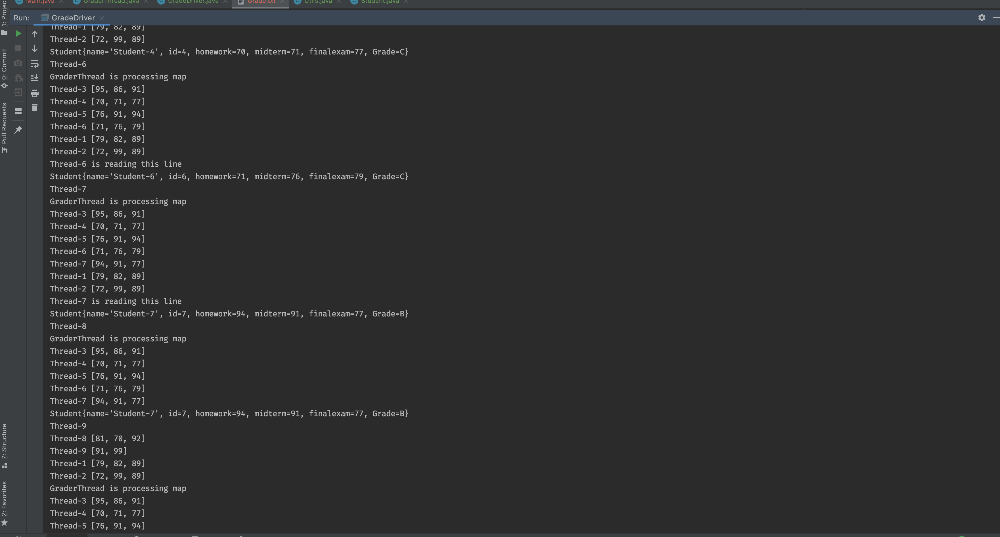 Main.java GraderThread.java GradeDriver.java Grade.txt Utils.java Student.java
Run: GradeDriver
1: Project
0: Commit
Pull Requests
7: Structure
2: Favorites
Thread-1 [79, 82, 89]
Thread-2 [72, 99, 89]
Student{name='Student-4', id=4, homework=70, midterm=71, finalexam=77, Grade=C}
Thread-6
GraderThread is processing map
Thread-3 [95, 86, 91]
Thread-4 [70, 71, 77]
Thread-5 [76, 91, 94]
Thread-6 [71, 76, 79]
Thread-1 [79, 82, 89]
Thread-2 [72, 99, 89]
Thread-6 is reading this line
Student{name='Student-6', id=6, homework=71, midterm=76, finalexam=79, Grade=C}
Thread-7
GraderThread is processing map
Thread-3 [95, 86, 91]
Thread-4 [70, 71, 77]
Thread-5 [76, 91, 94]
Thread-6 [71, 76, 79]
Thread-7 [94, 91, 77]
Thread-1 [79, 82, 89]
Thread-2 [72, 99, 89]
Thread-7 is reading this line
Student{name='Student-7', id=7, homework=94, midterm=91, finalexam=77, Grade=B}
Thread-8
GraderThread is processing map
Thread-3 [95, 86, 91]
Thread-4 [70, 71, 77]
Thread-5 [76, 91, 94]
Thread-6 [71, 76, 79]
Thread-7 [94, 91, 77]
Student{name='Student-7', id=7, homework=94, midterm=91, finalexam=77, Grade=B}
Thread-9
Thread-8 [81, 70, 92]
Thread-9 [91, 99]
Thread-1 [79, 82, 89]
Thread-2 [72, 99, 89]
GraderThread is processing map
Thread-3 [95, 86, 91]
Thread-4 [70, 71, 77]
Thread-5 [76, 91, 94]